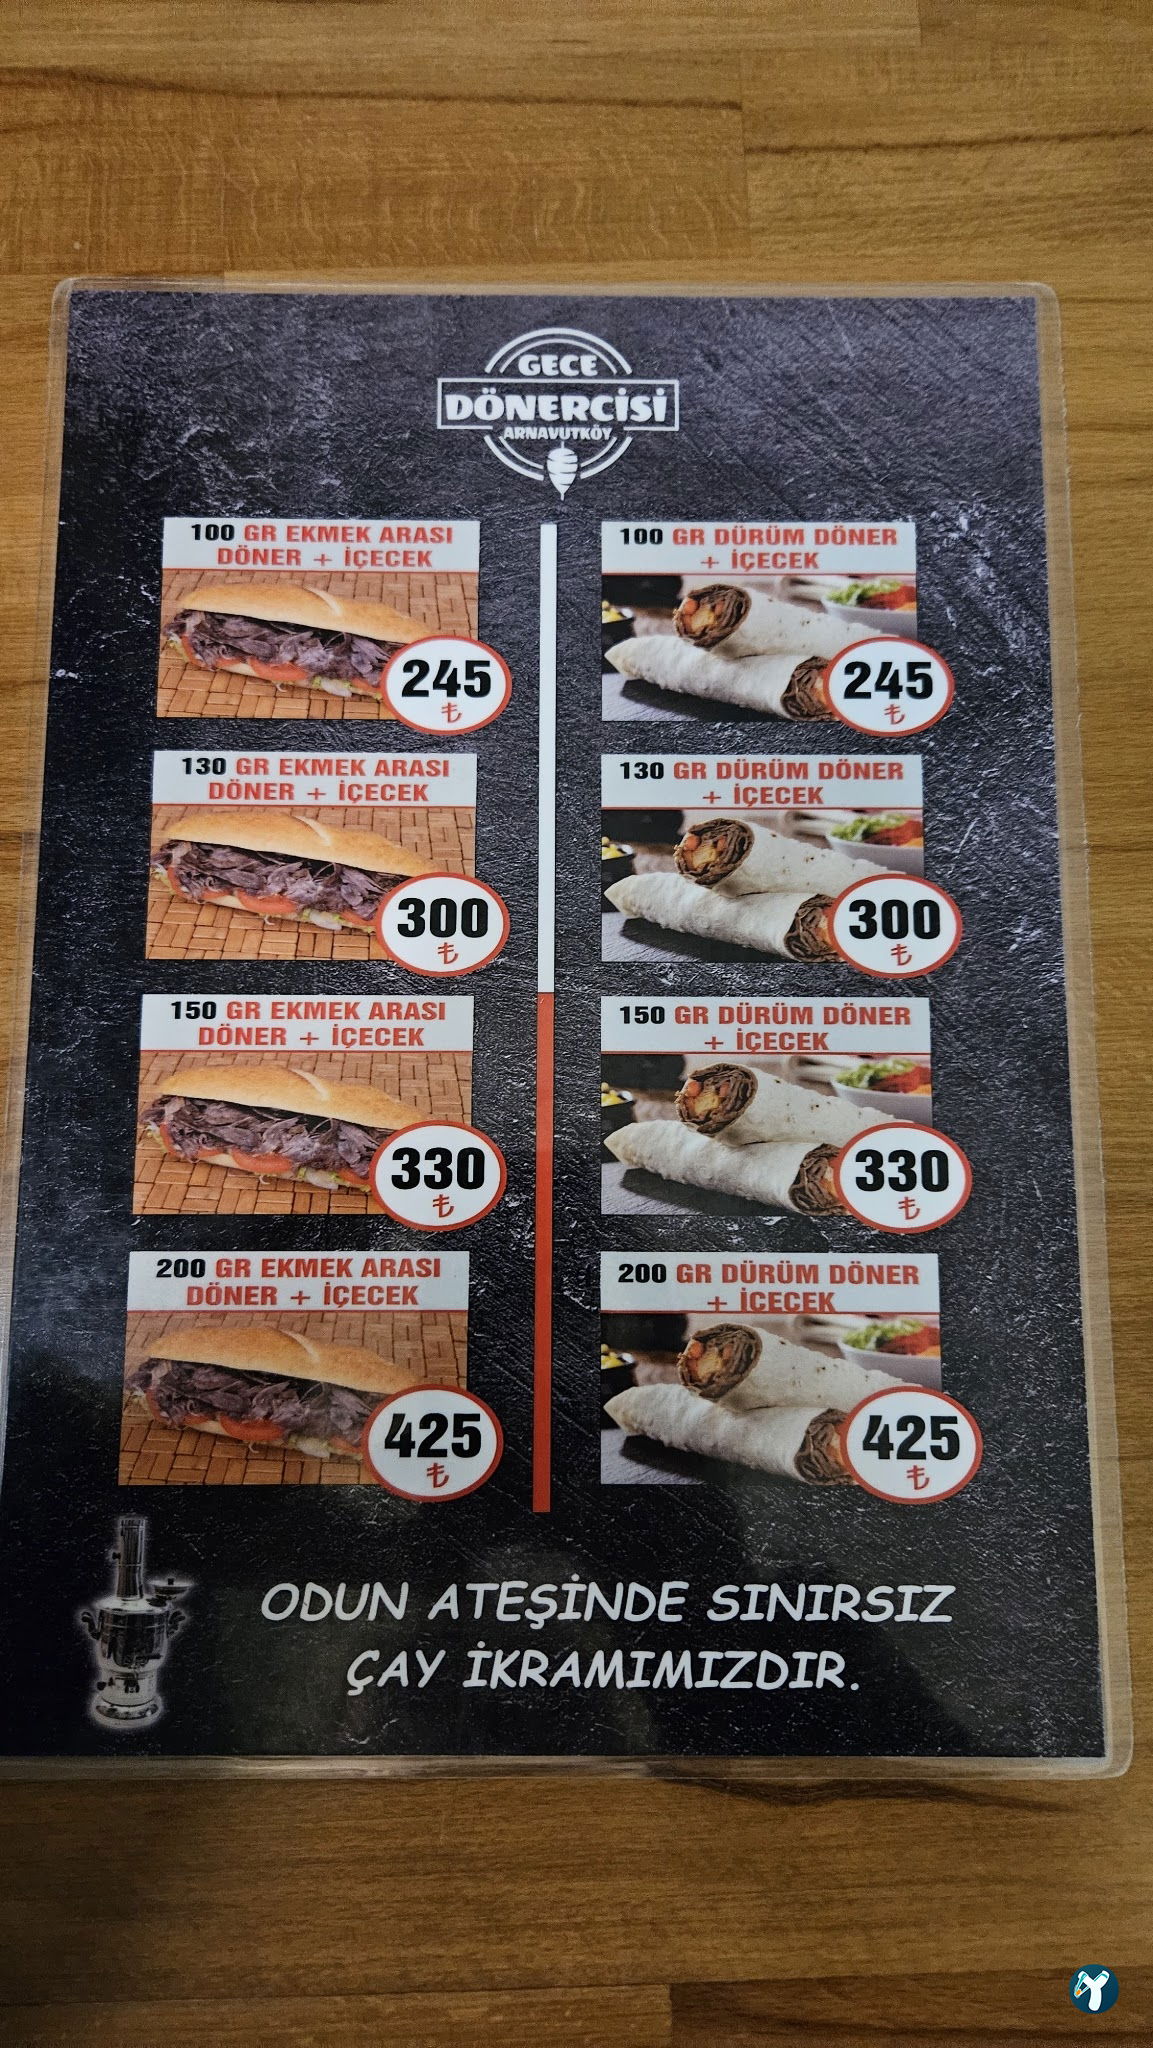 GECE
DÖNERCİSİ
ARNAVUTKÖY
100 GR EKMEK ARASI
DÖNER + İÇECEK
245
₺
100 GR DÜRÜM DÖNER
+ İÇECEK
245
₺
130 GR EKMEK ARASI
DÖNER + İÇECEK
300
₺
130 GR DÜRÜM DÖNER
+ İÇECEK
300
₺
150 GR EKMEK ARASI
DÖNER + İÇECEK
330
₺
150 GR DÜRÜM DÖNER
+ İÇECEK
330
₺
200 GR EKMEK ARASI
DÖNER + İÇECEK
425
₺
200 GR DÜRÜM DÖNER
+ İÇECEK
425
₺
ODUN ATEŞİNDE SINIRSIZ
ÇAY İKRAMIMIZDIR.